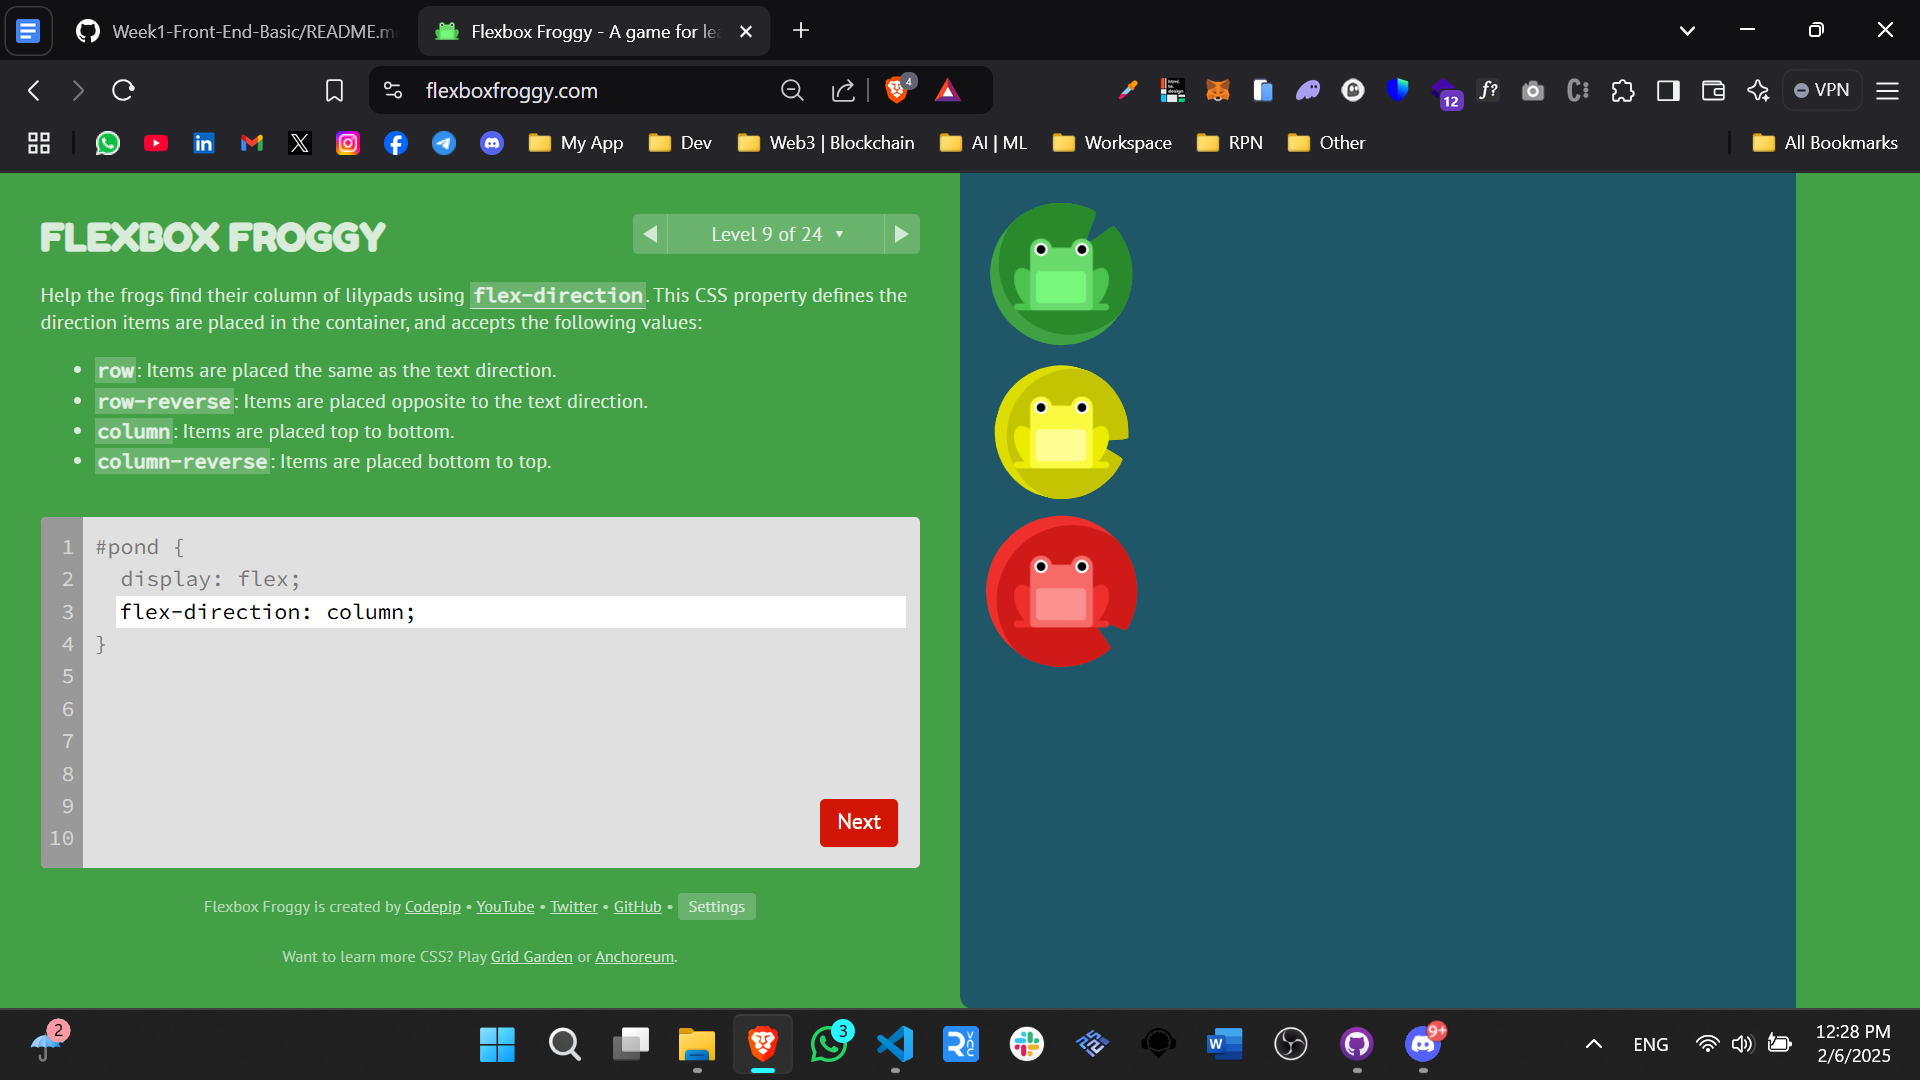 Week1-Front-End-Basic/README.m
Flexbox Froggy - A game for le
flexboxfroggy.com
4
12
f?
VPN
My App
Dev
Web3 | Blockchain
AI | ML
Workspace
RPN
Other
All Bookmarks
FLEXBOX FROGGY
Level 9 of 24
Help the frogs find their column of lilypads using flex-direction. This CSS property defines the
direction items are placed in the container, and accepts the following values:
row: Items are placed the same as the text direction.
row-reverse: Items are placed opposite to the text direction.
column: Items are placed top to bottom.
column-reverse: Items are placed bottom to top.
1 #pond {
2 display: flex;
3 flex-direction: column;
4 }
5
6
7
8
9
10
Next
Flexbox Froggy is created by Codepip • YouTube • Twitter • GitHub • Settings
Want to learn more CSS? Play Grid Garden or Anchoreum.
2
3
9+
ENG
12:28 PM
2/6/2025